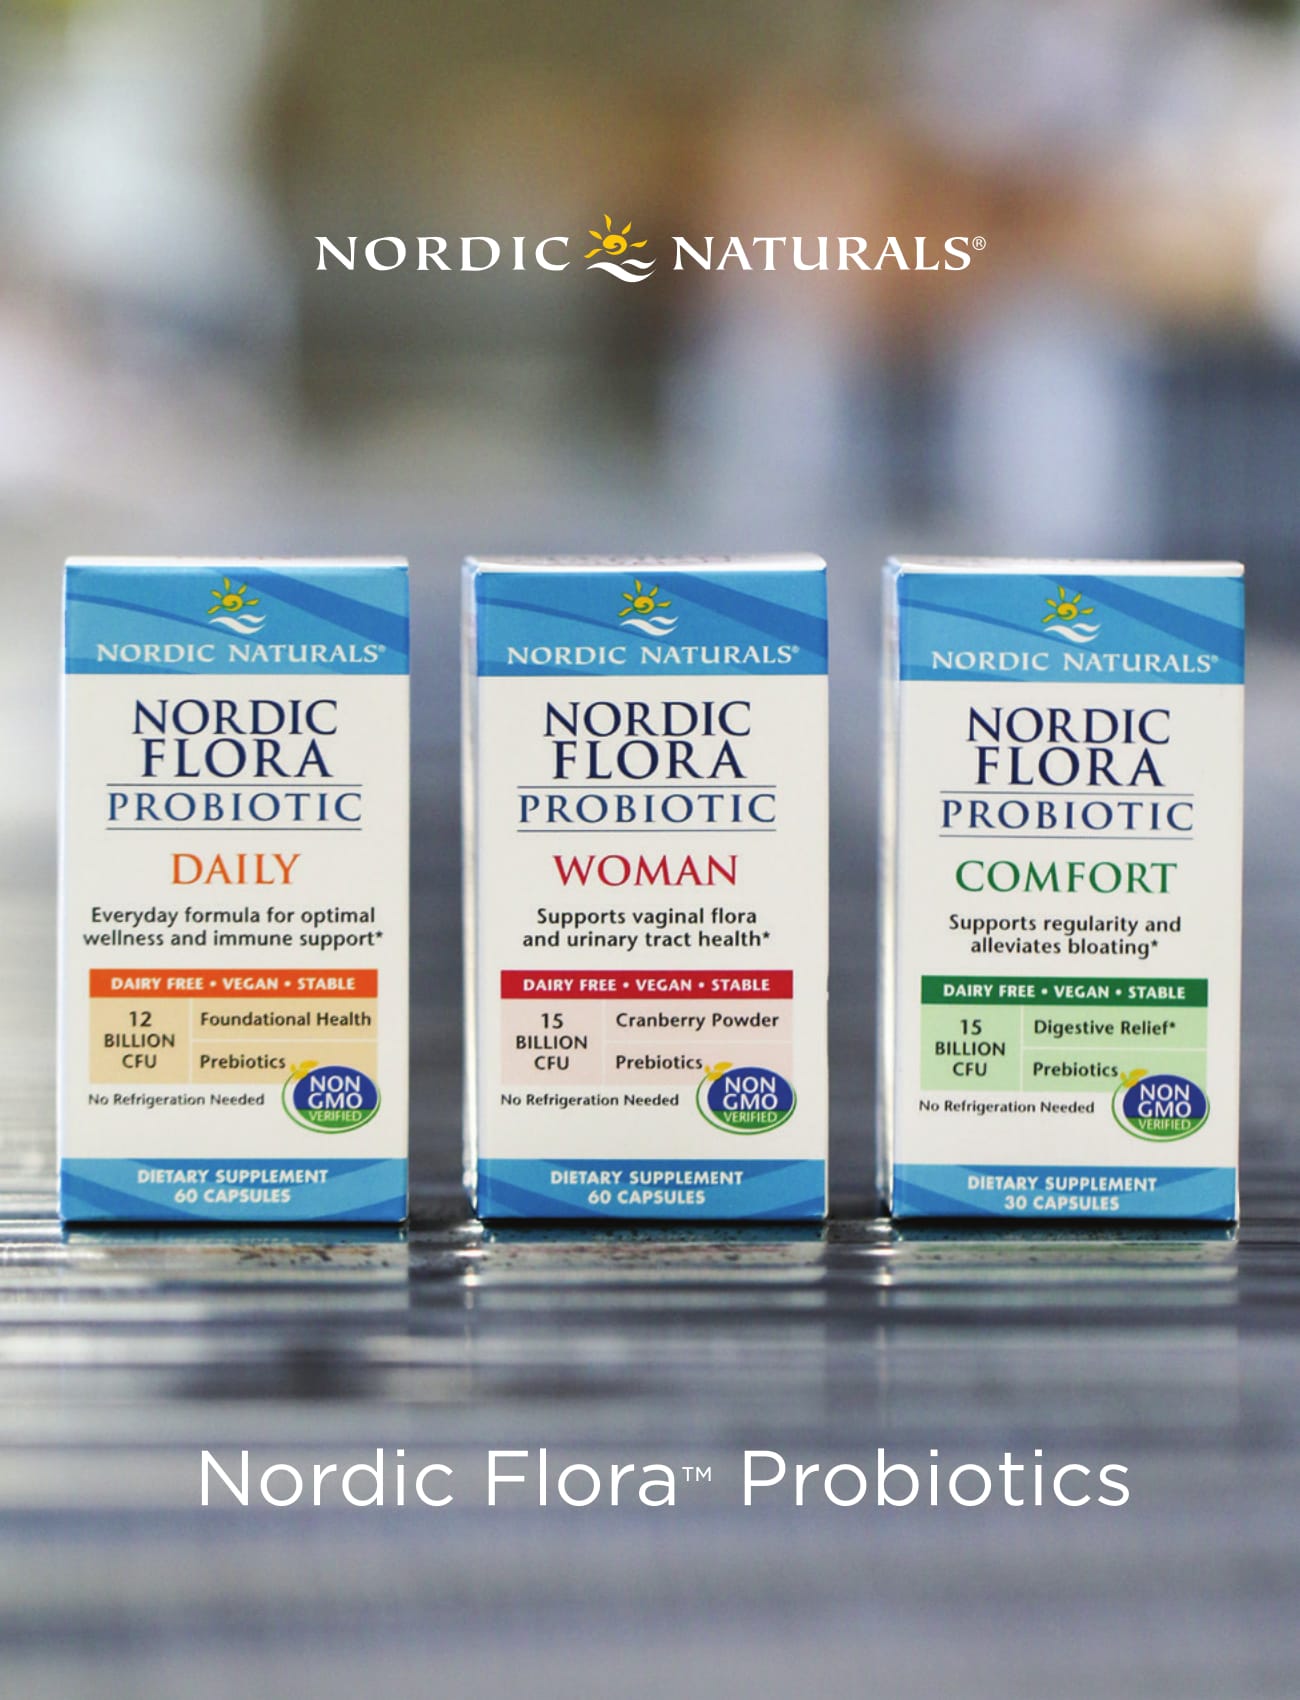 NORDIC NATURALS®
NORDIC NATURALS®
NORDIC
FLORA
PROBIOTIC
DAILY
Everyday formula for optimal
wellness and immune support*
DAIRY FREE • VEGAN • STABLE
12
BILLION
CFU
Foundational Health
Prebiotics
No Refrigeration Needed
NON
GMO
VERIFIED
DIETARY SUPPLEMENT
60 CAPSULES
NORDIC NATURALS®
NORDIC
FLORA
PROBIOTIC
WOMAN
Supports vaginal flora
and urinary tract health*
DAIRY FREE • VEGAN • STABLE
15
BILLION
CFU
Cranberry Powder
Prebiotics
No Refrigeration Needed
NON
GMO
VERIFIED
DIETARY SUPPLEMENT
60 CAPSULES
NORDIC NATURALS®
NORDIC
FLORA
PROBIOTIC
COMFORT
Supports regularity and
alleviates bloating*
DAIRY FREE • VEGAN • STABLE
15
BILLION
CFU
Digestive Relief*
Prebiotics
No Refrigeration Needed
NON
GMO
VERIFIED
DIETARY SUPPLEMENT
30 CAPSULES
Nordic Flora™ Probiotics